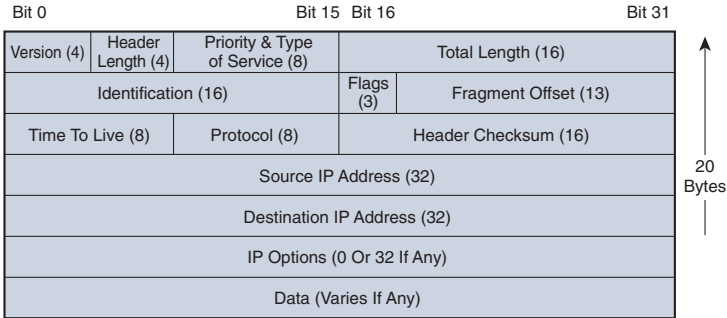 Bit 0 Bit 15 Bit 16 Bit 31
Version (4) Header Length (4) Priority & Type of Service (8) Total Length (16)
Identification (16) Flags (3) Fragment Offset (13)
Time To Live (8) Protocol (8) Header Checksum (16)
Source IP Address (32)
20 Bytes
Destination IP Address (32)
IP Options (0 Or 32 If Any)
Data (Varies If Any)